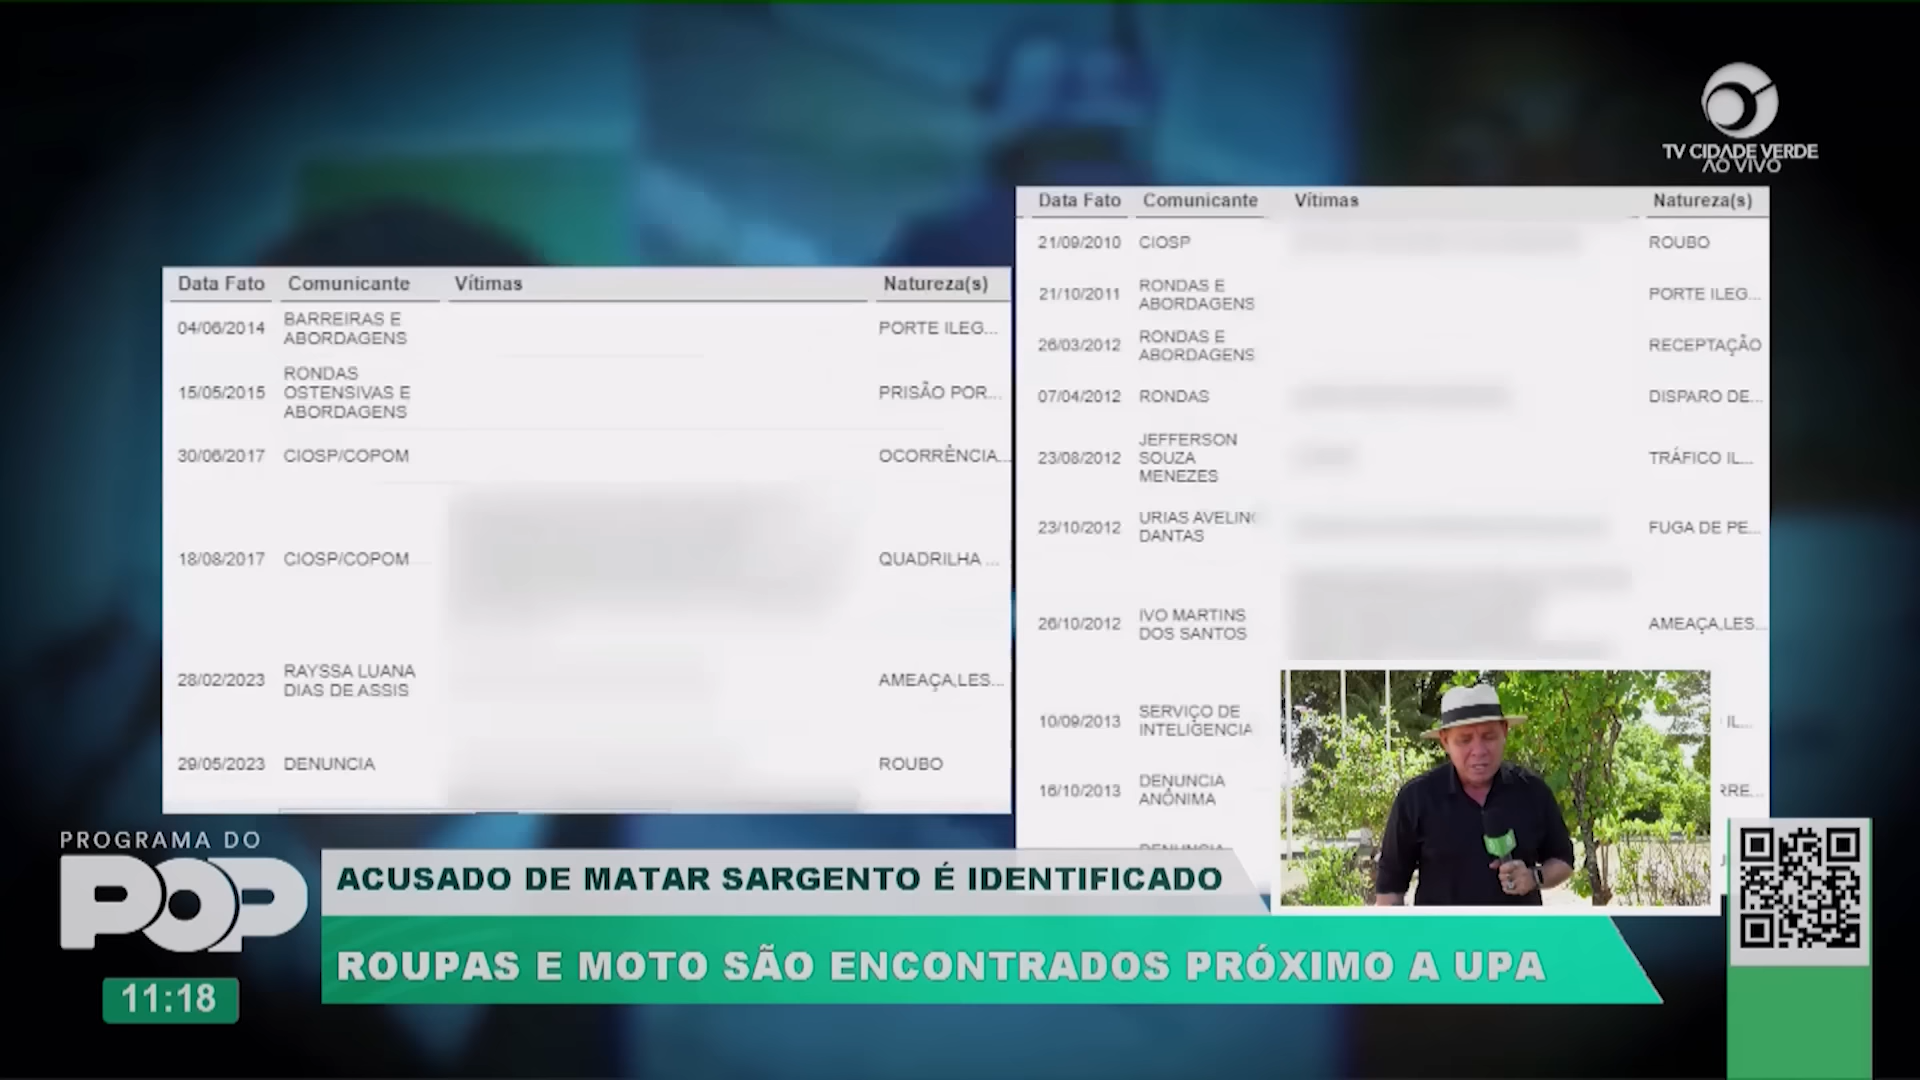 TV CIDADE VERDE
AO VIVO
Data Fato Comunicante Vítimas Natureza(s)
04/06/2014 BARREIRAS E ABORDAGENS PORTE ILEG...
15/05/2015 RONDAS OSTENSIVAS E ABORDAGENS PRISÃO POR...
30/06/2017 CIOSP/COPOM OCORRÊNCIA...
18/08/2017 CIOSP/COPOM QUADRILHA ...
28/02/2023 RAYSSA LUANA DIAS DE ASSIS AMEAÇA,LES...
29/05/2023 DENUNCIA ROUBO
Data Fato Comunicante Vítimas Natureza(s)
21/09/2010 CIOSP ROUBO
21/10/2011 RONDAS E ABORDAGENS PORTE ILEG...
26/03/2012 RONDAS E ABORDAGENS RECEPTAÇÃO
07/04/2012 RONDAS DISPARO DE...
23/08/2012 JEFFERSON SOUZA MENEZES TRÁFICO IL...
23/10/2012 URIAS AVELINO DANTAS FUGA DE PE...
26/10/2012 IVO MARTINS DOS SANTOS AMEAÇA,LES...
10/09/2013 SERVIÇO DE INTELIGENCIA IL...
16/10/2013 DENUNCIA ANÔNIMA RRE...
PROGRAMA DO
POP
11:18
ACUSADO DE MATAR SARGENTO É IDENTIFICADO
ROUPAS E MOTO SÃO ENCONTRADOS PRÓXIMO A UPA